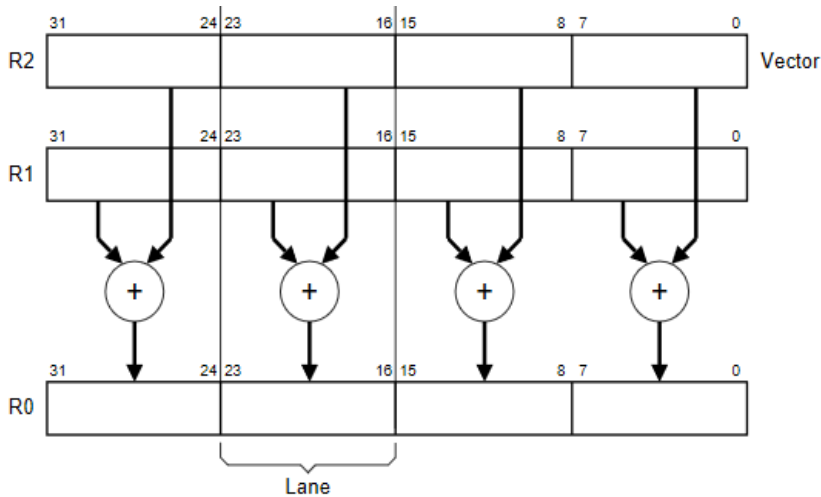 31 24 23 16 15 8 7 0
R2 Vector
31 24 23 16 15 8 7 0
R1
+ + + +
31 24 23 16 15 8 7 0
R0
Lane